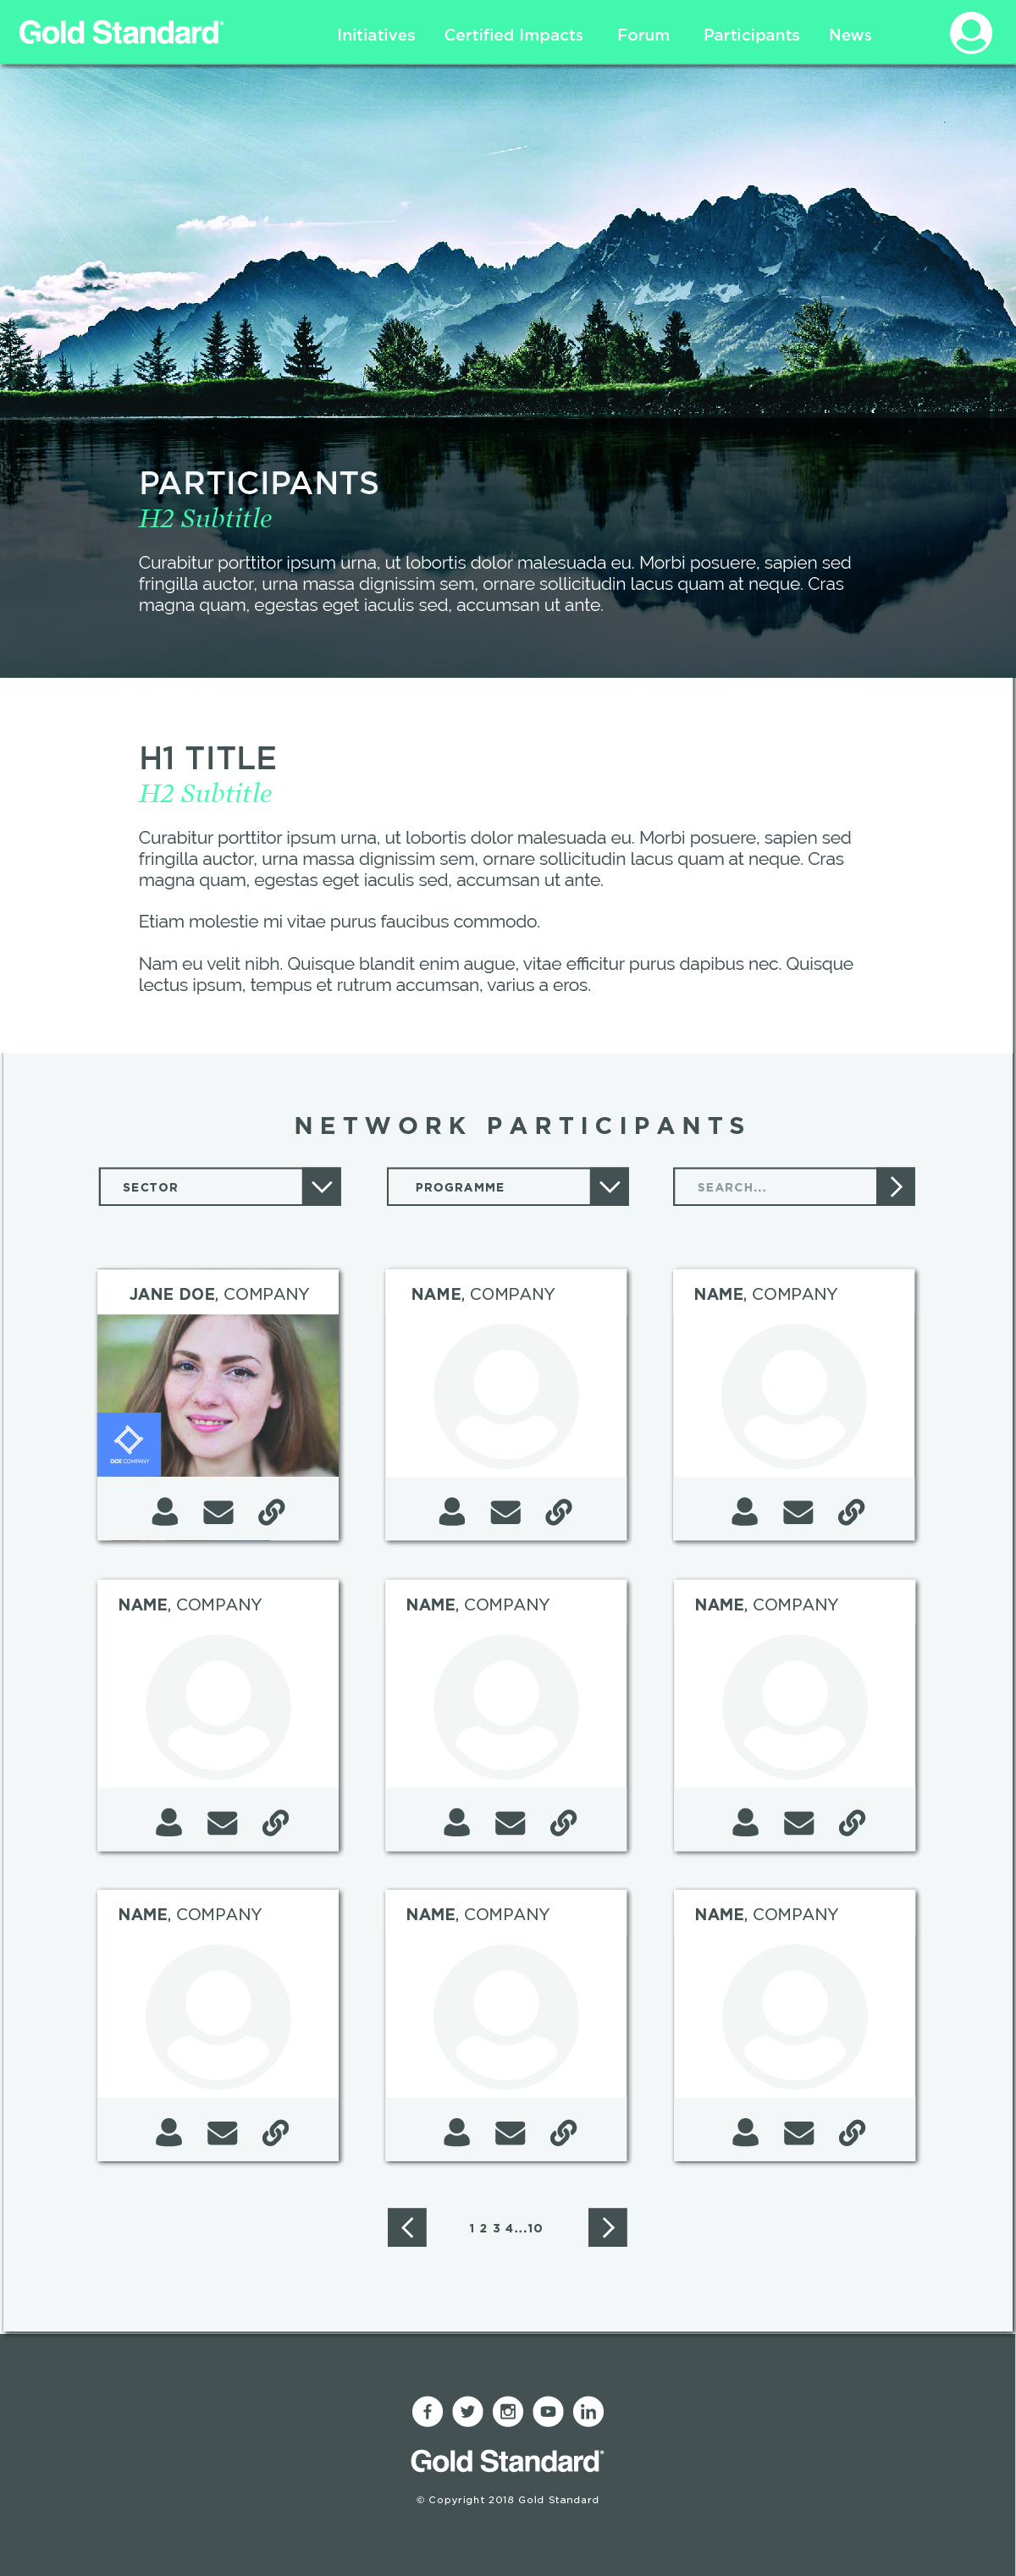 Gold Standard®
Initiatives Certified Impacts Forum Participants News
PARTICIPANTS
H2 Subtitle
Curabitur porttitor ipsum urna, ut lobortis dolor malesuada eu. Morbi posuere, sapien sed
fringilla auctor, urna massa dignissim sem, ornare sollicitudin lacus quam at neque. Cras
magna quam, egestas eget iaculis sed, accumsan ut ante.
H1 TITLE
H2 Subtitle
Curabitur porttitor ipsum urna, ut lobortis dolor malesuada eu. Morbi posuere, sapien sed
fringilla auctor, urna massa dignissim sem, ornare sollicitudin lacus quam at neque. Cras
magna quam, egestas eget iaculis sed, accumsan ut ante.
Etiam molestie mi vitae purus faucibus commodo.
Nam eu velit nibh. Quisque blandit enim augue, vitae efficitur purus dapibus nec. Quisque
lectus ipsum, tempus et rutrum accumsan, varius a eros.
NETWORK PARTICIPANTS
SECTOR
PROGRAMME
SEARCH...
JANE DOE, COMPANY
DOE COMPANY
NAME, COMPANY
NAME, COMPANY
NAME, COMPANY
NAME, COMPANY
NAME, COMPANY
NAME, COMPANY
NAME, COMPANY
NAME, COMPANY
1 2 3 4...10
Gold Standard®
© Copyright 2018 Gold Standard